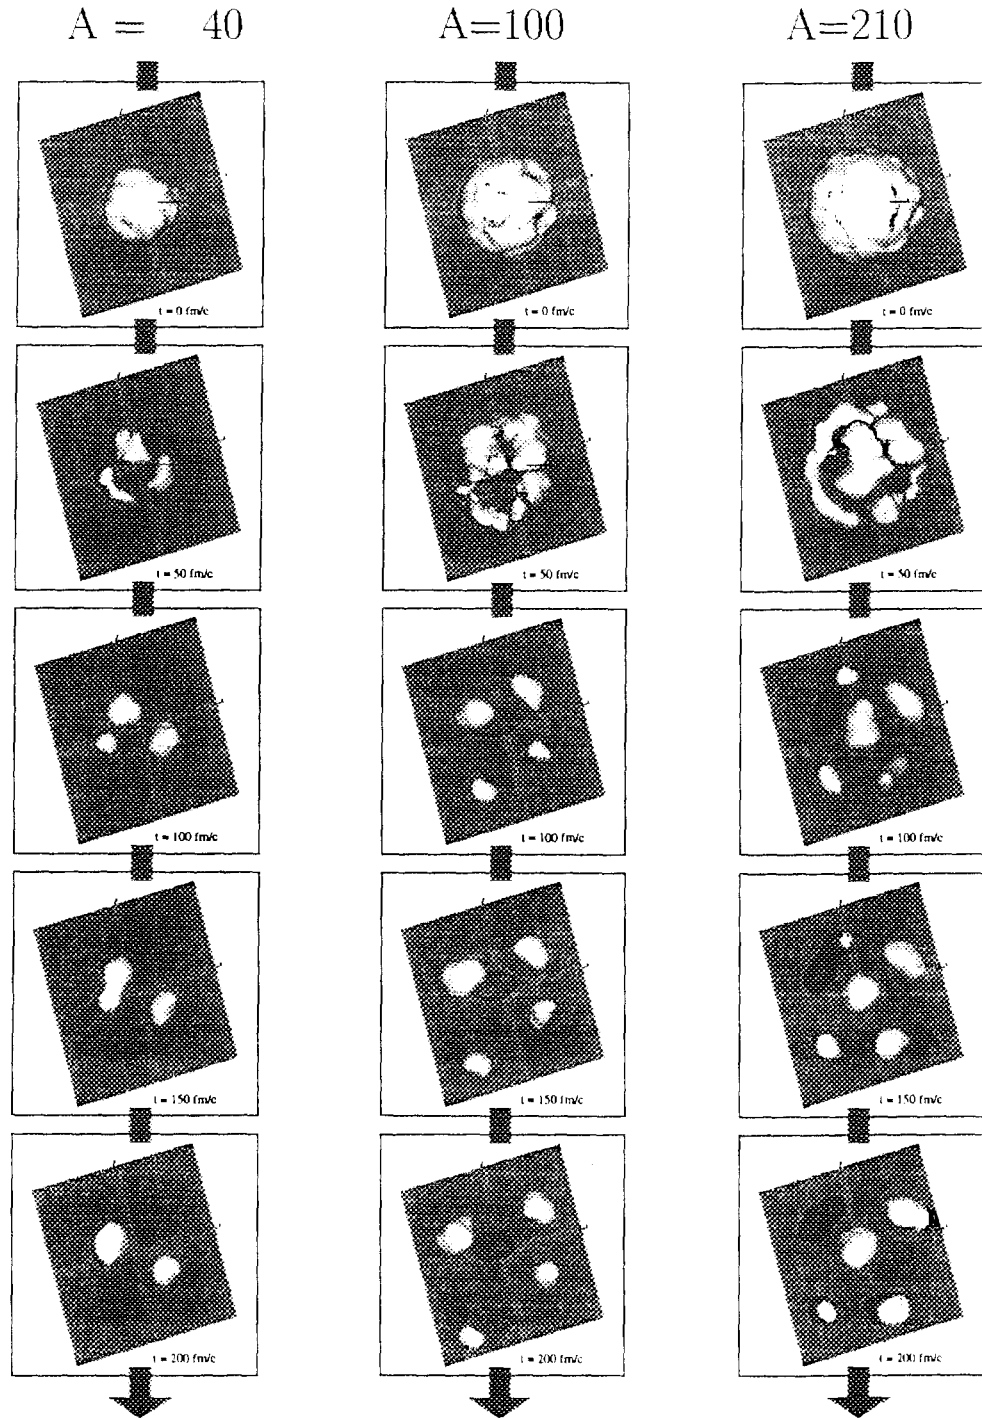 A = 40 A=100 A=210
t = 0 fm/c t = 0 fm/c t = 0 fm/c
t = 50 fm/c t = 50 fm/c t = 50 fm/c
t = 100 fm/c t = 100 fm/c t = 100 fm/c
t = 150 fm/c t = 150 fm/c t = 150 fm/c
t = 200 fm/c t = 200 fm/c t = 200 fm/c